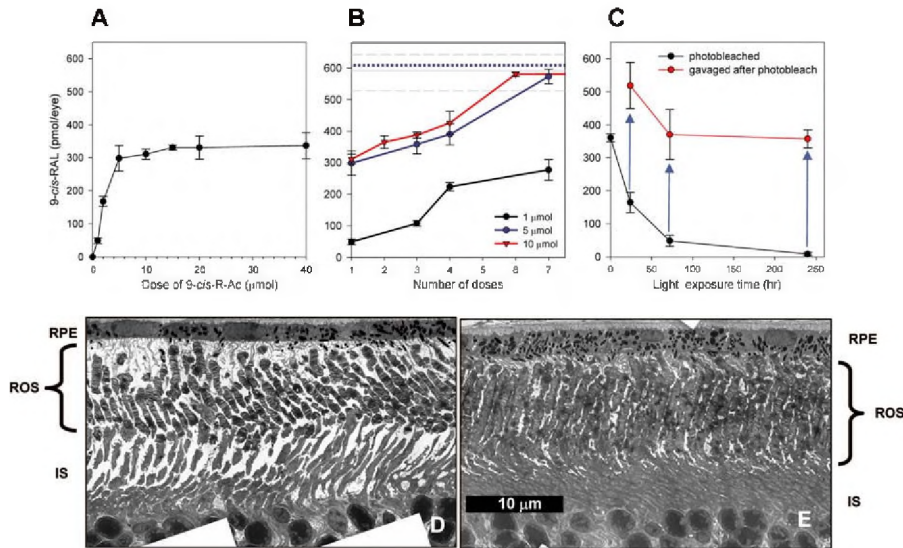 A
B
C
9-cis-RAL (pmol/eye)
600
500
400
300
200
100
0
0
10
20
30
40
Dose of 9-cis-R-Ac (μmol)
600
500
400
300
200
100
0
1 μmol
5 μmol
10 μmol
1
2
3
4
6
7
Number of doses
600
500
400
300
200
100
0
photobleached
gavaged after photobleach
0
50
100
150
200
250
Light exposure time (hr)
RPE
ROS
IS
D
RPE
ROS
IS
10 μm
E